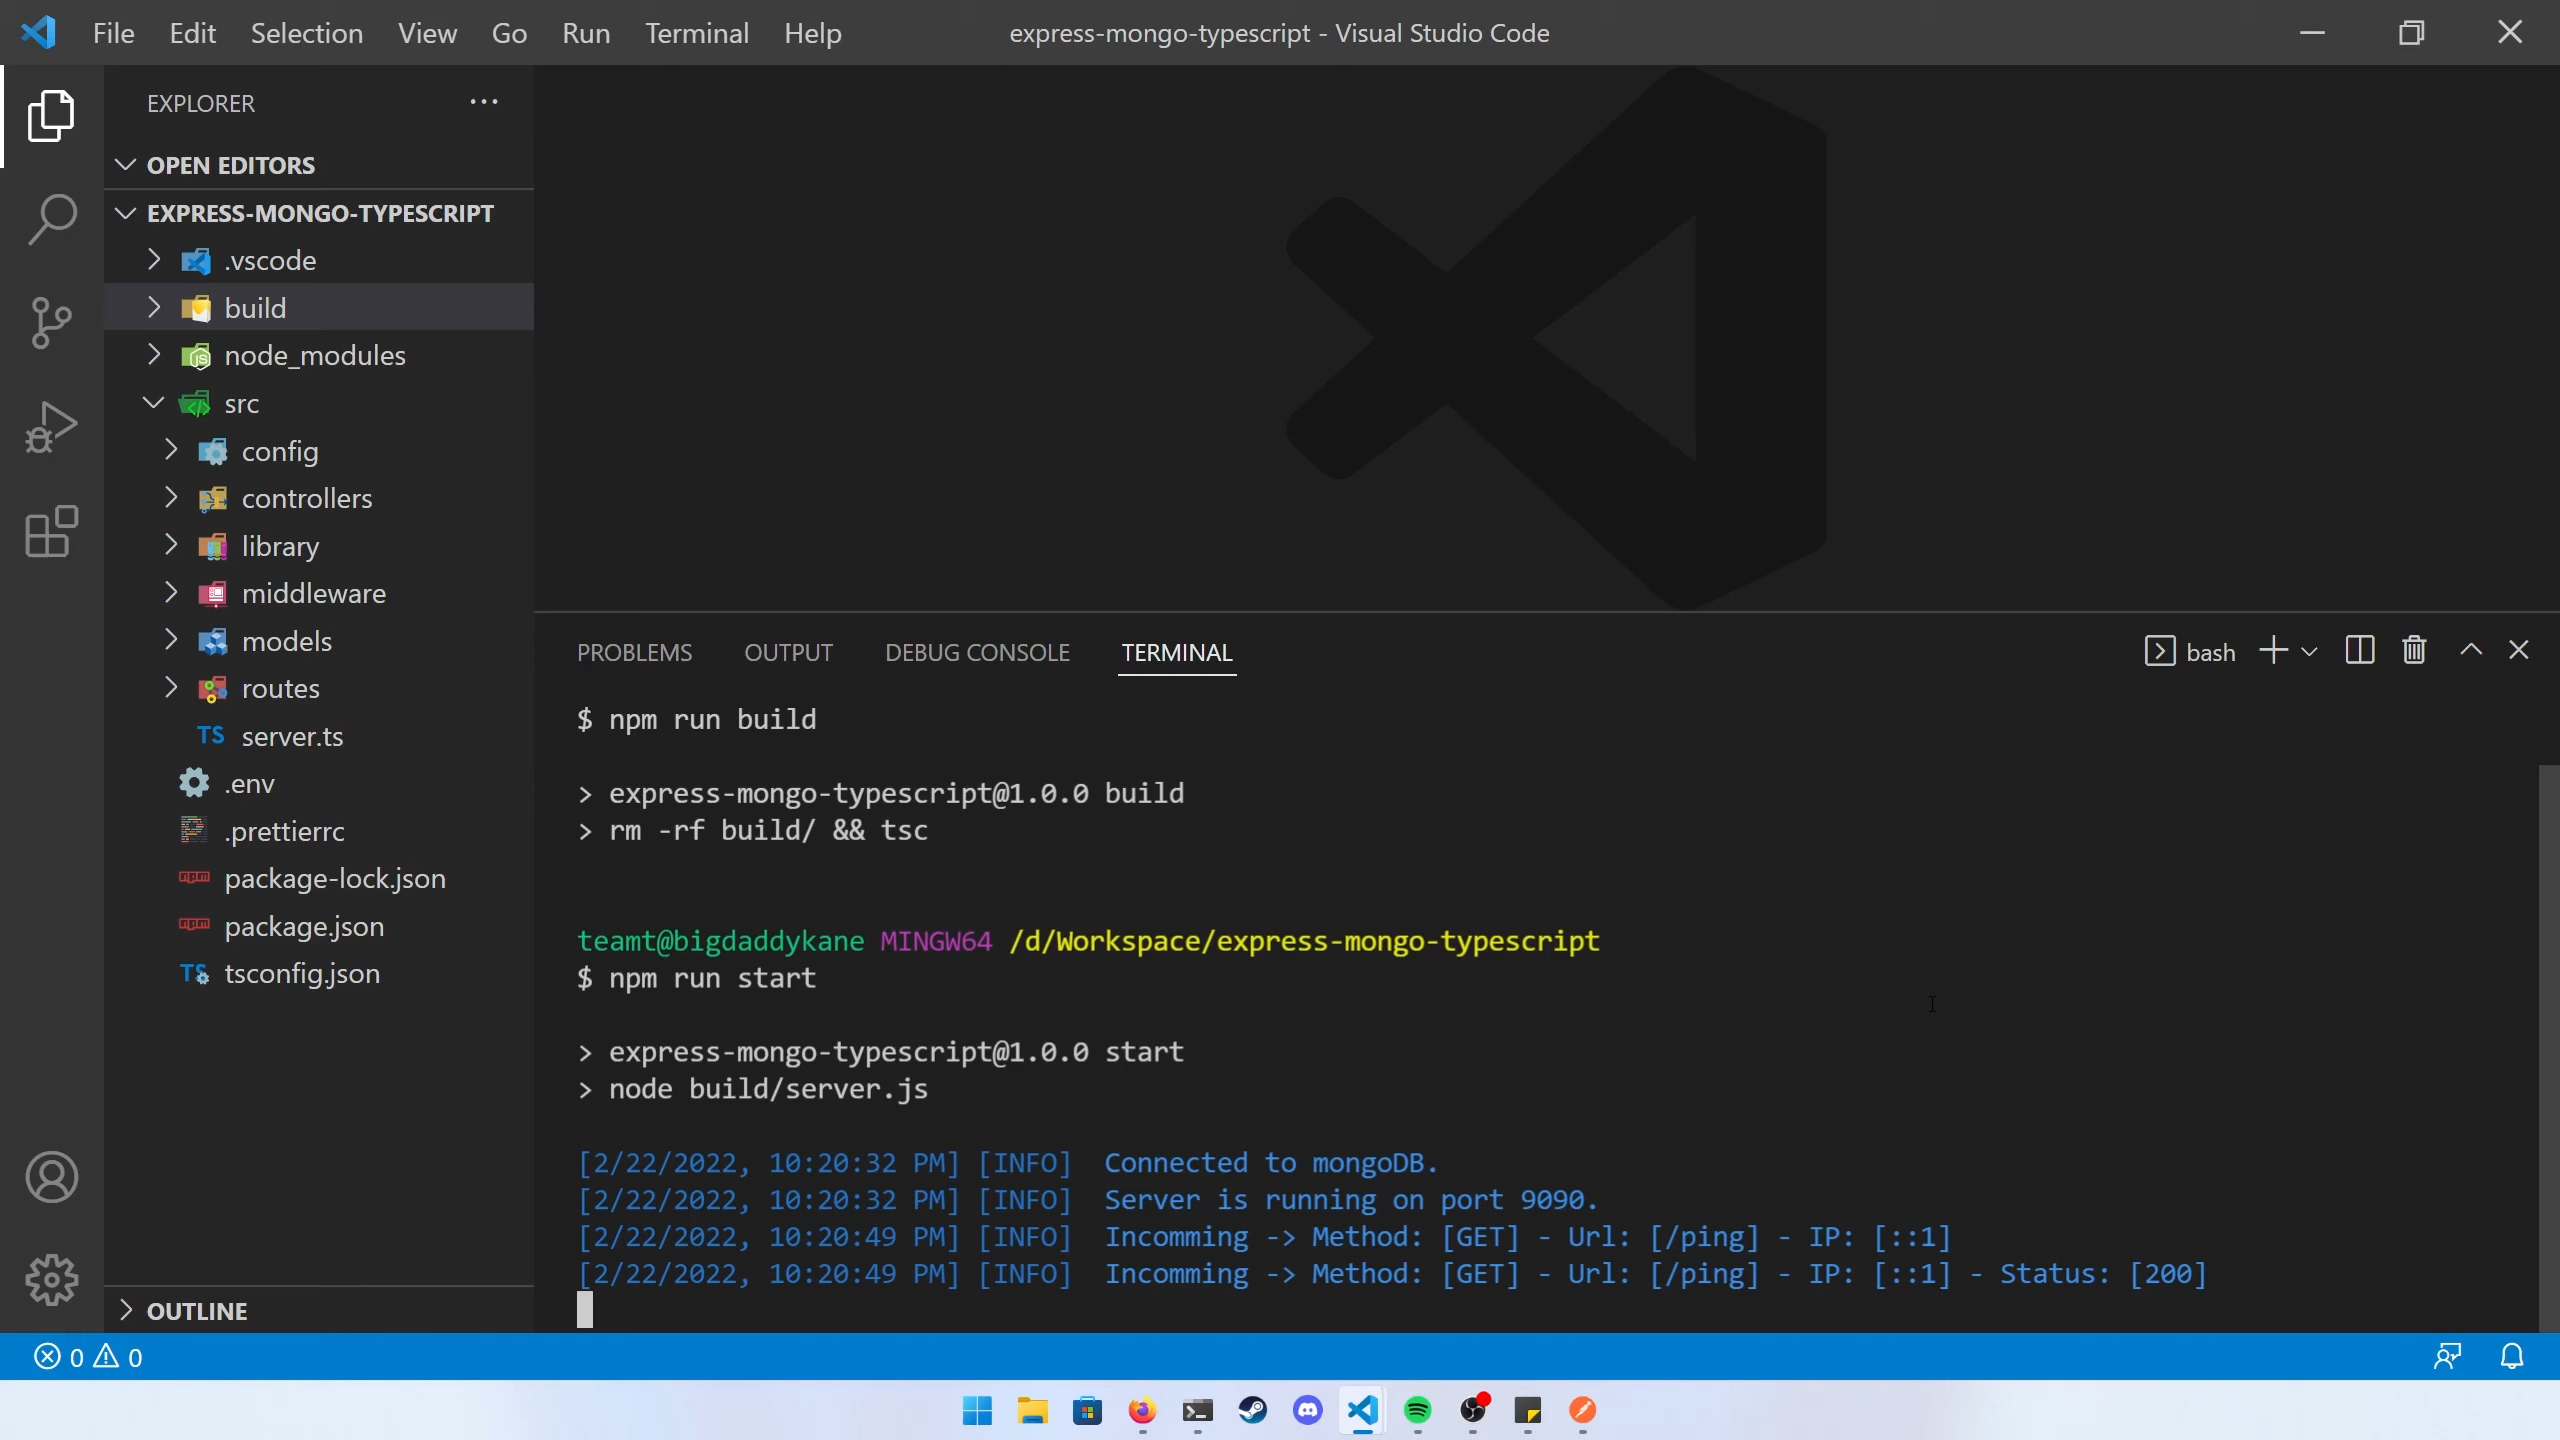 File Edit Selection View Go Run Terminal Help express-mongo-typescript - Visual Studio Code
EXPLORER
OPEN EDITORS
EXPRESS-MONGO-TYPESCRIPT
.vscode
build
node_modules
src
config
controllers
library
middleware
models
routes
TS server.ts
.env
.prettierrc
package-lock.json
package.json
TS tsconfig.json
OUTLINE
PROBLEMS OUTPUT DEBUG CONSOLE TERMINAL bash
$ npm run build
> express-mongo-typescript@1.0.0 build
> rm -rf build/ && tsc
teamt@bigdaddykane MINGW64 /d/Workspace/express-mongo-typescript
$ npm run start
> express-mongo-typescript@1.0.0 start
> node build/server.js
[2/22/2022, 10:20:32 PM] [INFO] Connected to mongoDB.
[2/22/2022, 10:20:32 PM] [INFO] Server is running on port 9090.
[2/22/2022, 10:20:49 PM] [INFO] Incomming -> Method: [GET] - Url: [/ping] - IP: [::1]
[2/22/2022, 10:20:49 PM] [INFO] Incomming -> Method: [GET] - Url: [/ping] - IP: [::1] - Status: [200]
0 0